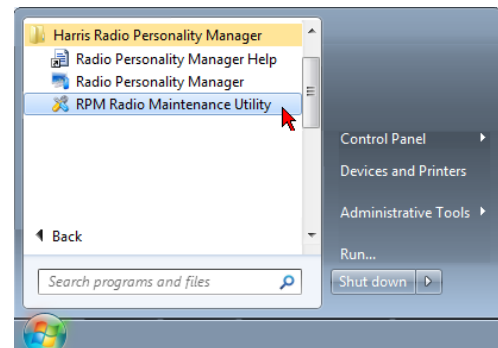 Harris Radio Personality Manager
Radio Personality Manager Help
Radio Personality Manager
RPM Radio Maintenance Utility
Back
Search programs and files
Control Panel
Devices and Printers
Administrative Tools
Run...
Shut down